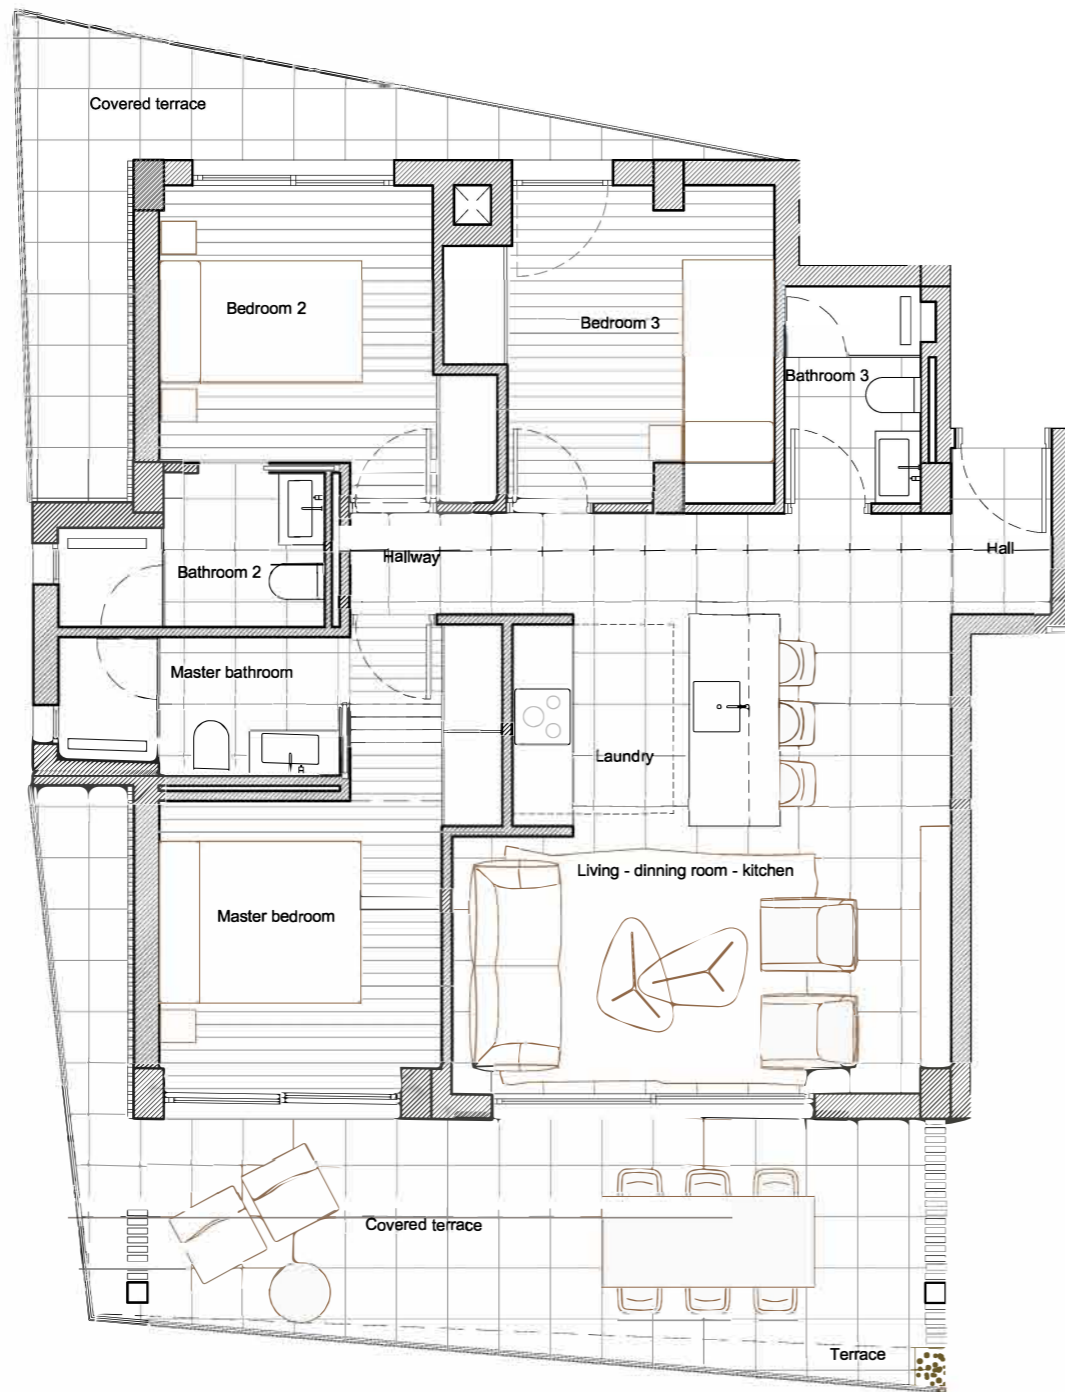 Covered terrace
Bedroom 2
Bedroom 3
Bathroom 3
Hallway
Hall
Bathroom 2
Master bathroom
Laundry
Living - dinning room - kitchen
Master bedroom
Covered terrace
Terrace